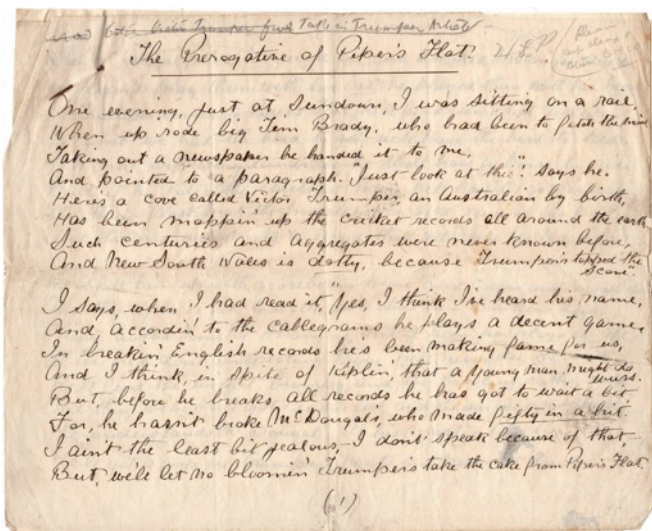 The Prerogative of Piper's Flat.
One evening, just at Sundown, I was sitting on a rail,
When up rode big Jim Brady, who had been to fetch the mail
Taking out a newspaper he handed it to me,
And pointed to a paragraph. "Just look at this", says he.
Here's a cove called Victor Trumper, an Australian by birth,
Has been moppin' up the cricket records all around the earth
Such centuries and aggregates were never known before,
And New South Wales is dotty, because "Trumper's topped the
Score".
I says, when I had read it, "Yes, I think I've heard his name,
And, accordin' to the cablegrams he plays a decent game,
In breakin' English records he's been making fame for us,
And I think, in spite of Kiplin', that a young man, might do
wuss.
But, before he breaks all records he has got to wait a bit
For, he hasn't broke McDougal's, who made fifty in a hit.
I ain't the least bit jealous, I don't speak because of that,
But, we'll let no bloomin' Trumpers take the cake from Piper's Flat.
(1)